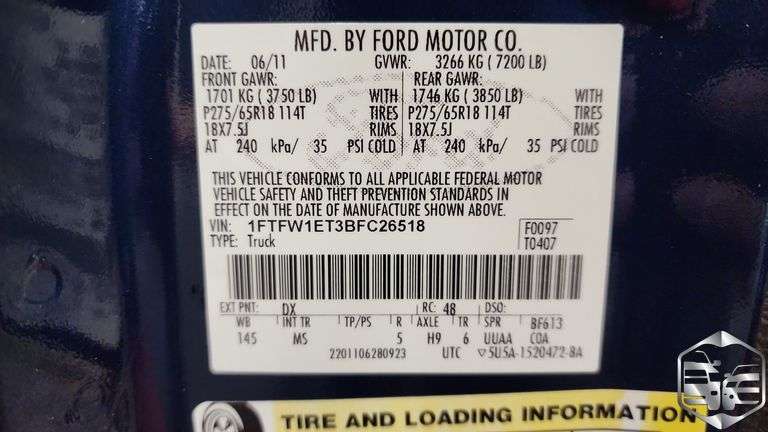 MFD. BY FORD MOTOR CO.
DATE: 06/11 GVWR: 3266 KG ( 7200 LB)
FRONT GAWR: REAR GAWR:
1701 KG ( 3750 LB) WITH 1746 KG ( 3850 LB) WITH
P275/65R18 114T TIRES P275/65R18 114T TIRES
18X7.5J RIMS 18X7.5J RIMS
AT 240 kPa/ 35 PSI COLD AT 240 kPa/ 35 PSI COLD
THIS VEHICLE CONFORMS TO ALL APPLICABLE FEDERAL MOTOR
VEHICLE SAFETY AND THEFT PREVENTION STANDARDS IN
EFFECT ON THE DATE OF MANUFACTURE SHOWN ABOVE.
VIN: 1FTFW1ET3BFC26518 F0097
TYPE: Truck T0407
EXT PNT: DX RC: 48 DSO:
WB INT TR TP/PS R AXLE TR SPR BF613
145 MS 5 H9 6 UUAA COA
2201106280923 UTC ▽5U5A-1520472-8A
TIRE AND LOADING INFORMATION